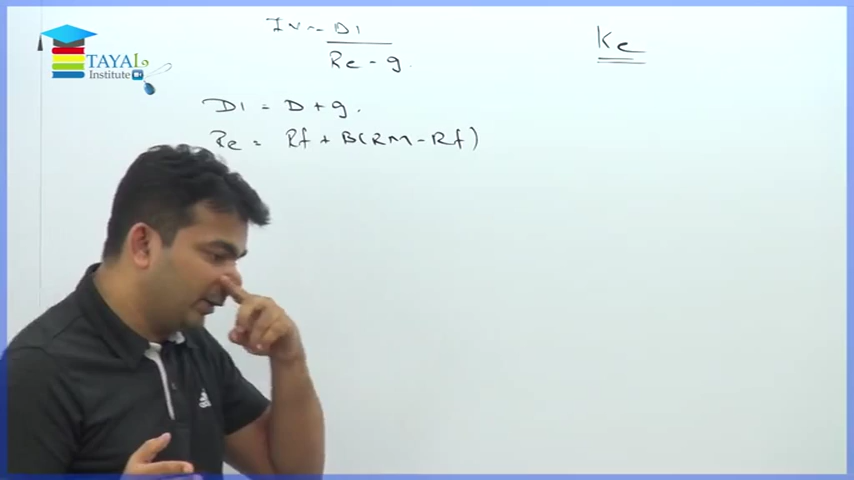 IV = D1
Re - g
Ke
D1 = D + g.
Re = Rf + B(RM - Rf)
TAYAL
Institute